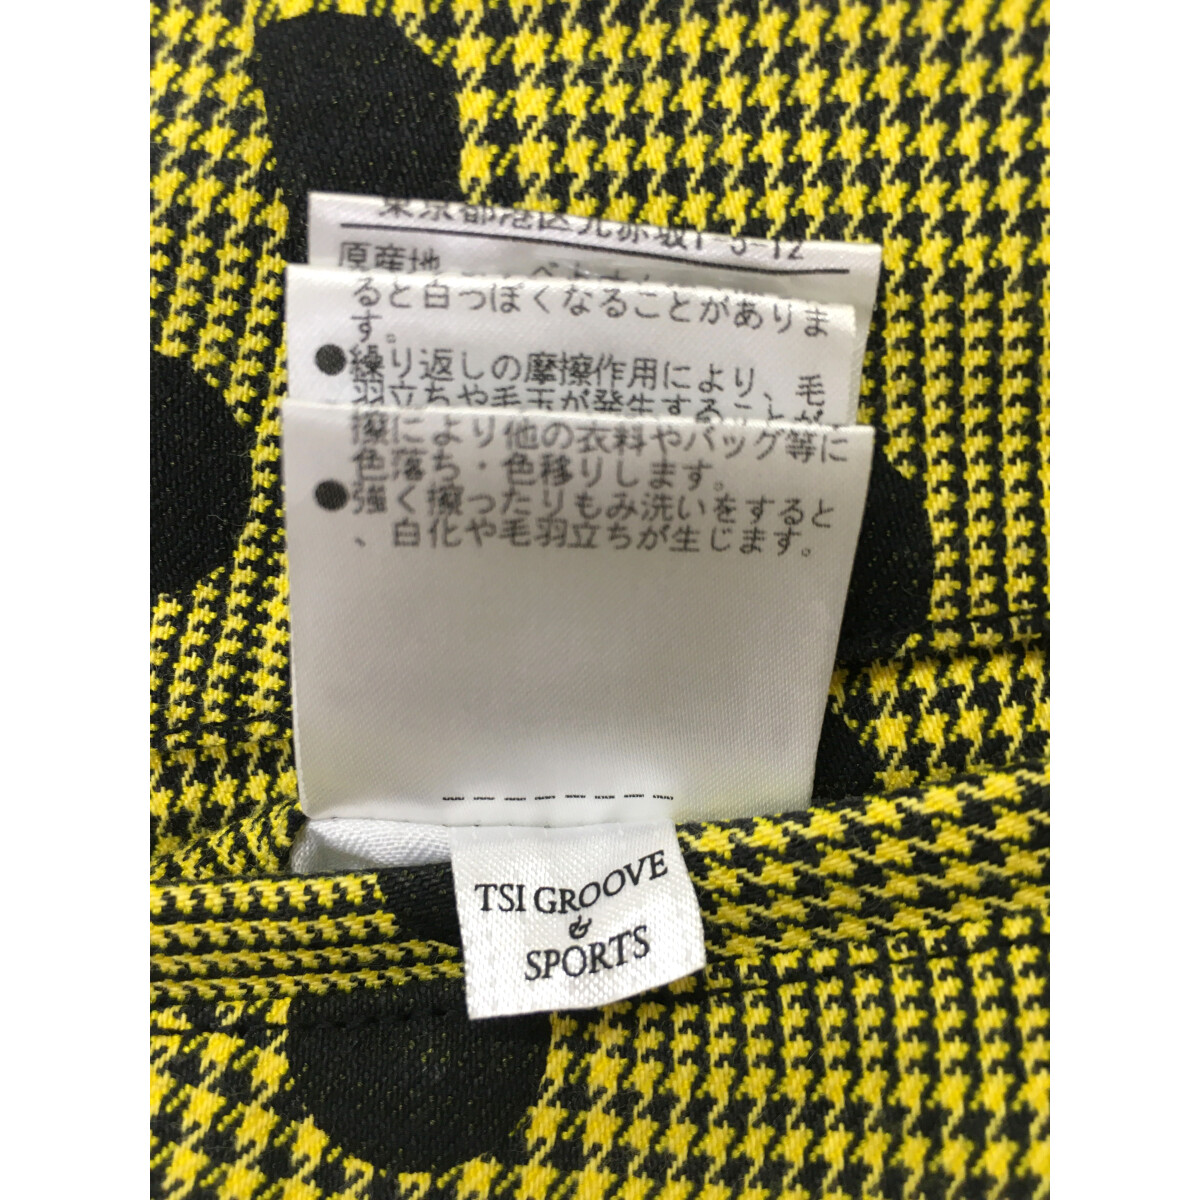 東京都港区元赤坂1-5-12
原産地
ると白っぽくなることがありま
す。
●繰り返しの摩擦作用により、毛
羽立ちや毛玉が発生することが
擦により他の衣料やバッグ等に
色落ち・色移りします。
●強く擦ったりもみ洗いをすると
、白化や毛羽立ちが生じます。
TSI GROOVE
&
SPORTS